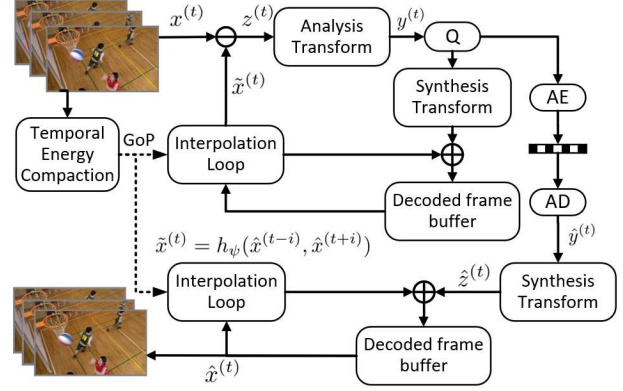 x^(t)
z^(t)
Analysis
Transform
y^(t)
Q
x̃^(t)
Synthesis
Transform
AE
Temporal
Energy
Compaction
GoP
Interpolation
Loop
Decoded frame
buffer
AD
x̃^(t) = h_ψ(x̂^(t−i), x̂^(t+i))
ŷ^(t)
Interpolation
Loop
ẑ^(t)
Synthesis
Transform
Decoded frame
buffer
x̂^(t)